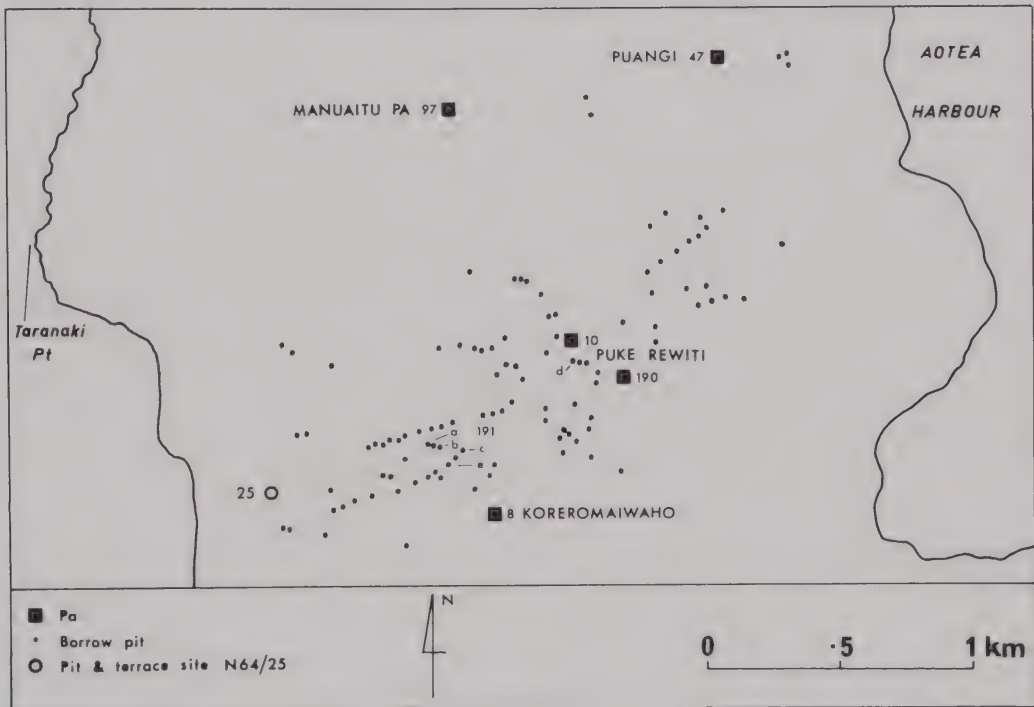 PUANGI 47
AOTEA
HARBOUR
MANUAITU PA 97
Taranaki
Pt
10
PUKE REWITI
d
190
a
191
b
c
e
25
8 KOREROMAIWAHO
Pa
Borrow pit
Pit & terrace site N64/25
N
0 ·5 1 km